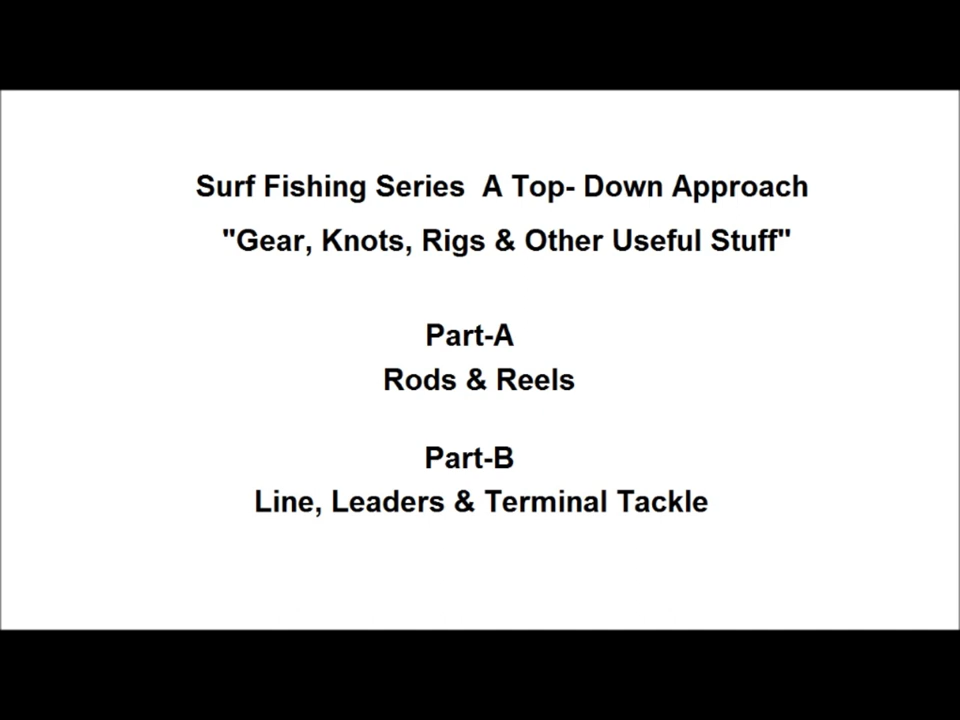 Surf Fishing Series  A Top- Down Approach
"Gear, Knots, Rigs & Other Useful Stuff"
Part-A
Rods & Reels
Part-B
Line, Leaders & Terminal Tackle